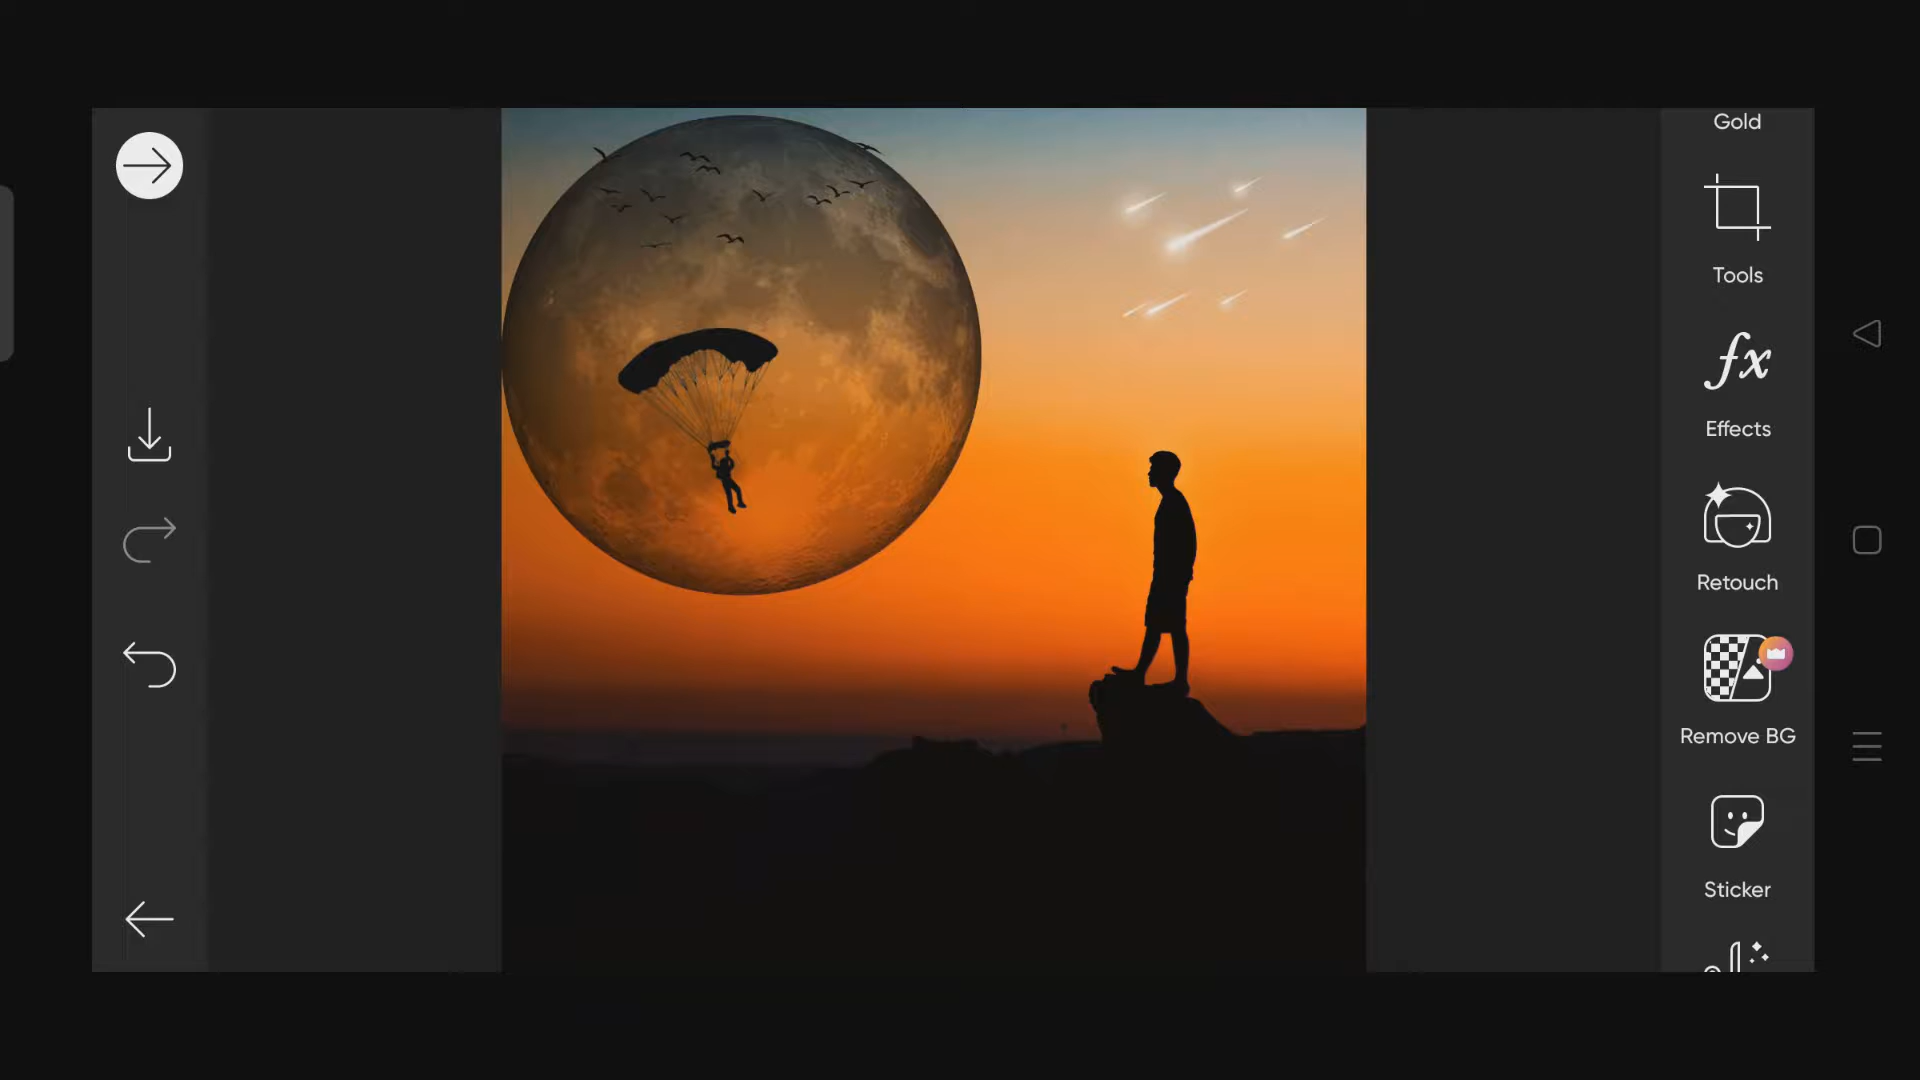 Gold
Tools
fx
Effects
Retouch
Remove BG
Sticker